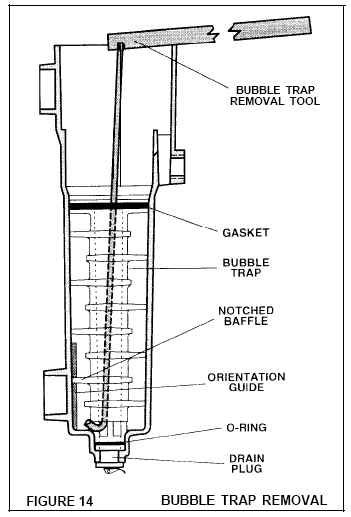 BUBBLE TRAP
REMOVAL TOOL
GASKET
BUBBLE
TRAP
NOTCHED
BAFFLE
ORIENTATION
GUIDE
O-RING
DRAIN
PLUG
FIGURE 14 BUBBLE TRAP REMOVAL